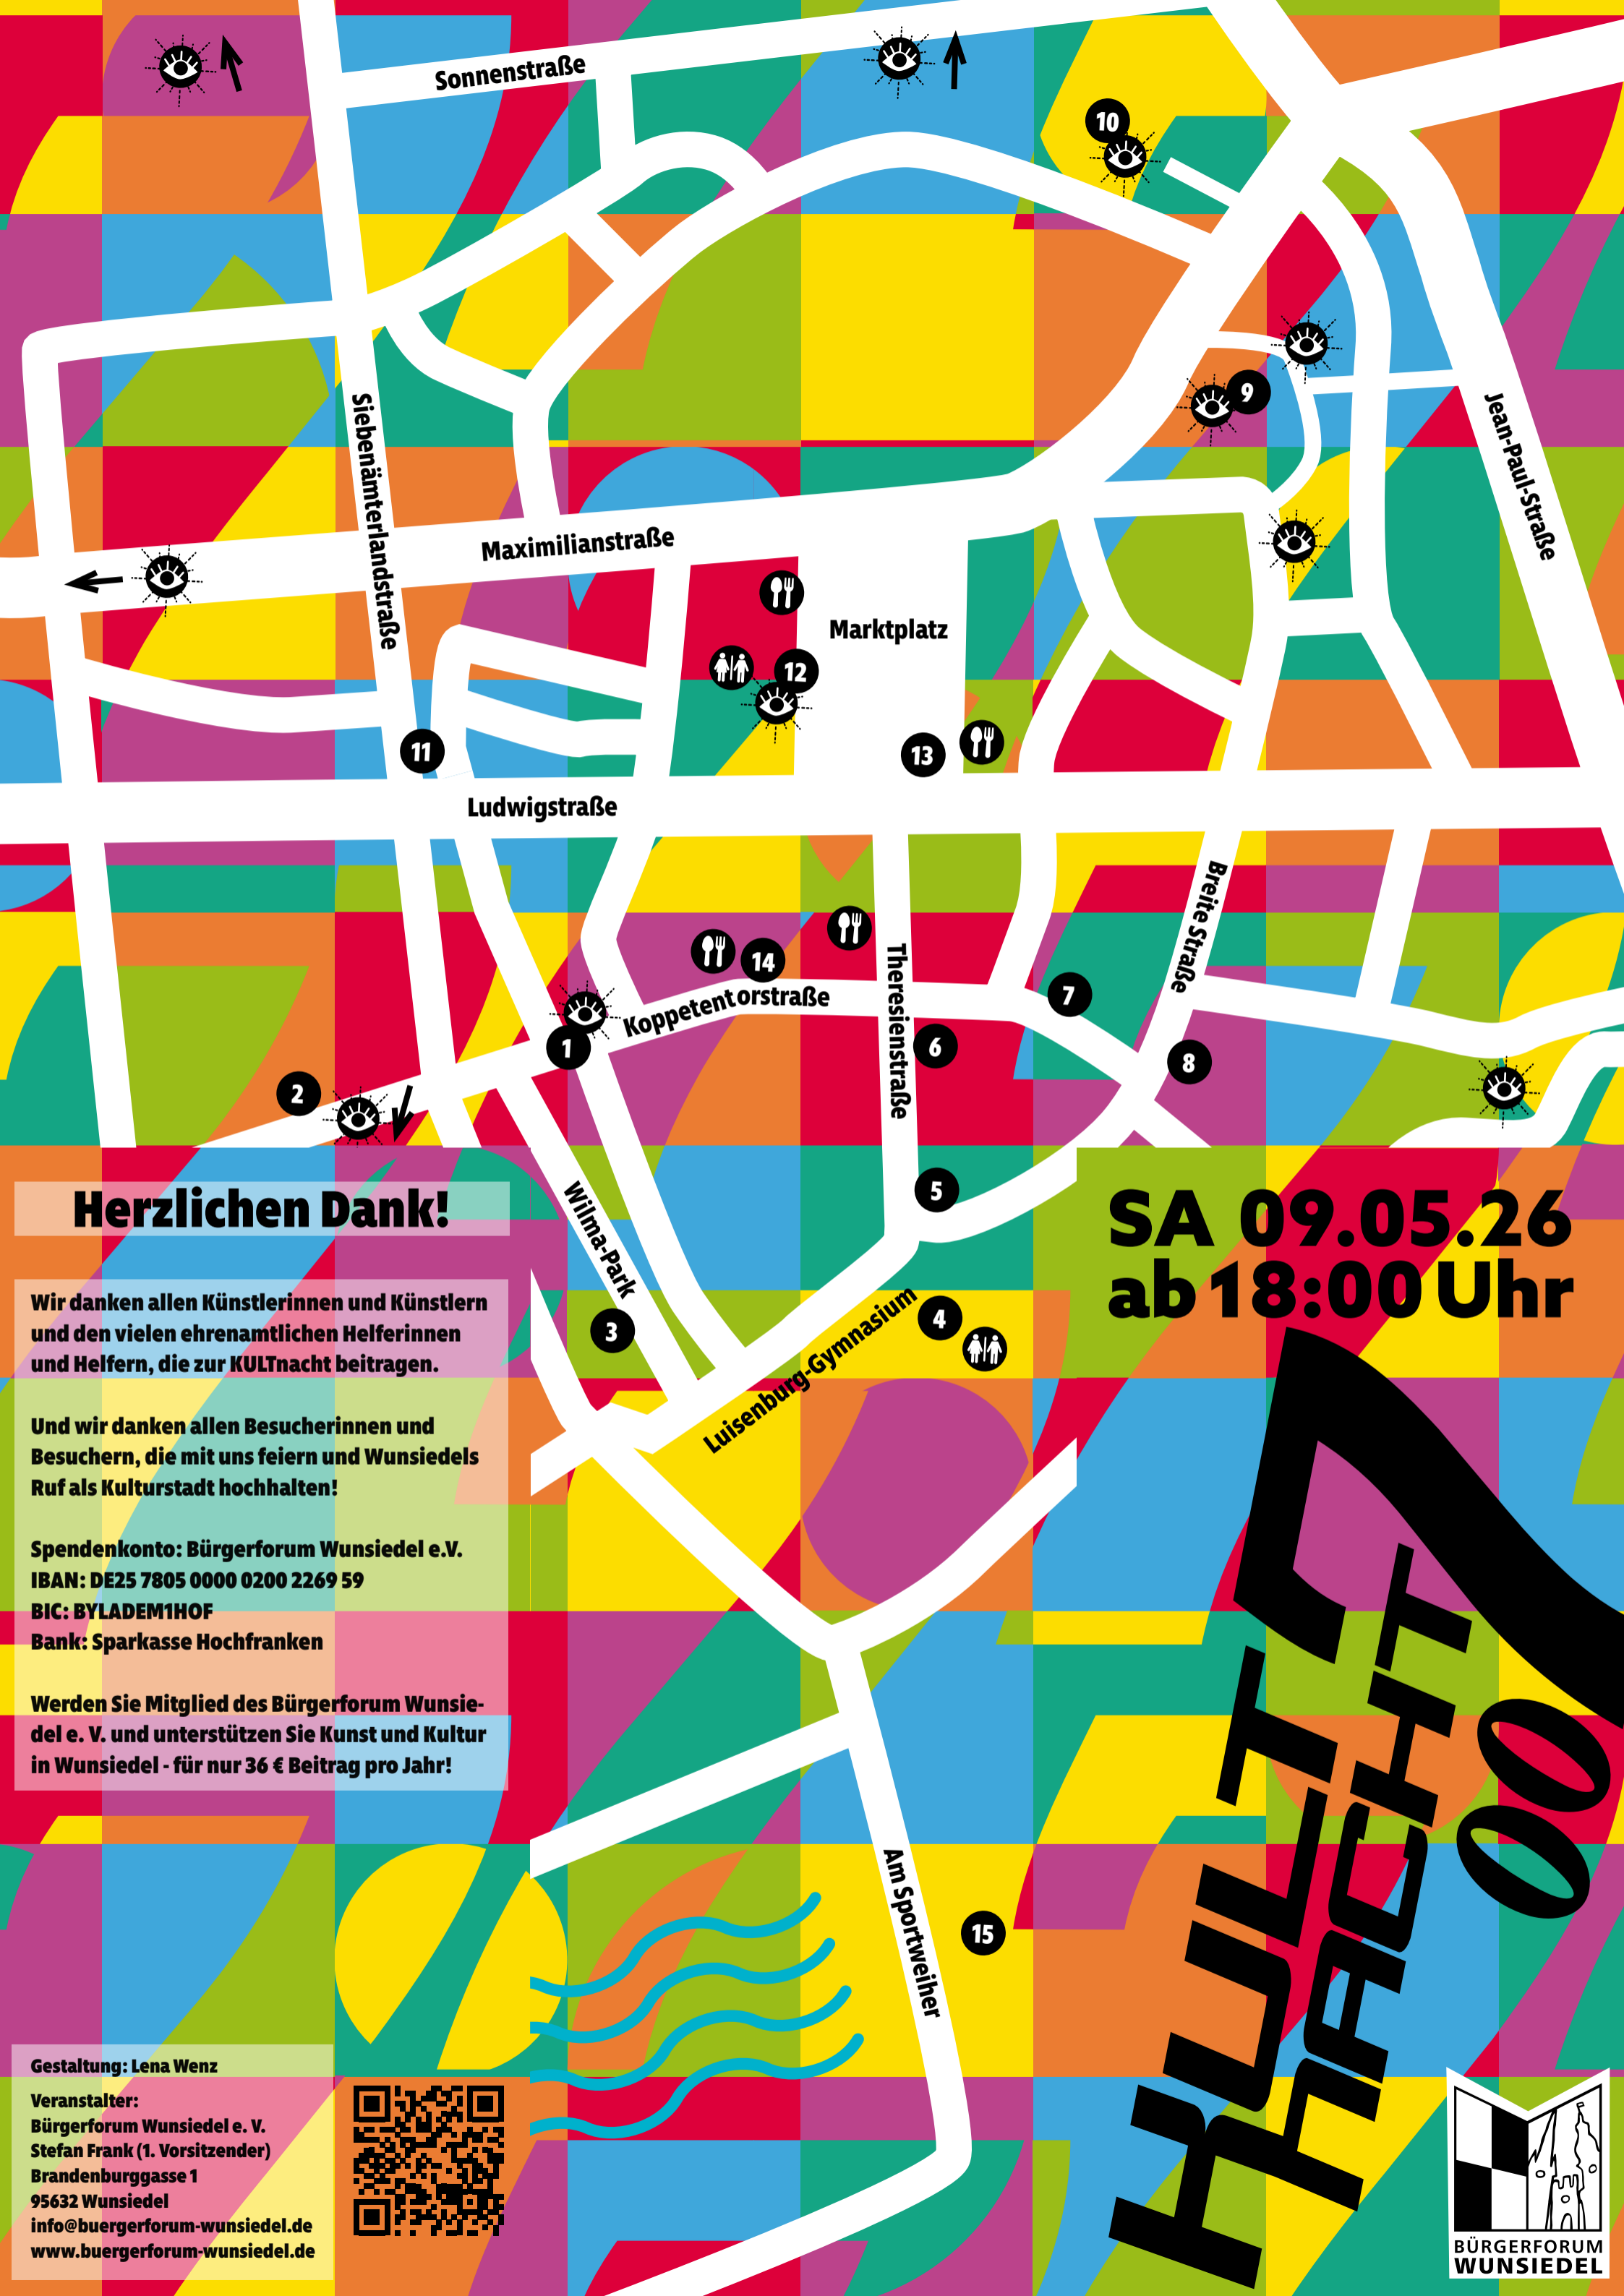 Sonnenstraße
10
Siebenämterlandstraße
9
Jean-Paul-Straße
Maximilianstraße
Marktplatz
12
11
13
Ludwigstraße
Breite Straße
14
Koppetentorstraße
Theresienstraße
7
1
6
8
2
5
Wilma-Park
3
4
Luisenburg-Gymnasium
Am Sportweiher
15
Herzlichen Dank!
Wir danken allen Künstlerinnen und Künstlern
und den vielen ehrenamtlichen Helferinnen
und Helfern, die zur KULTnacht beitragen.
Und wir danken allen Besucherinnen und
Besuchern, die mit uns feiern und Wunsiedels
Ruf als Kulturstadt hochhalten!
Spendenkonto: Bürgerforum Wunsiedel e.V.
IBAN: DE25 7805 0000 0200 2269 59
BIC: BYLADEM1HOF
Bank: Sparkasse Hochfranken
Werden Sie Mitglied des Bürgerforum Wunsie-
del e. V. und unterstützen Sie Kunst und Kultur
in Wunsiedel - für nur 36 € Beitrag pro Jahr!
SA 09.05.26
ab 18:00 Uhr
KULT
NACHT
007
Gestaltung: Lena Wenz
Veranstalter:
Bürgerforum Wunsiedel e. V.
Stefan Frank (1. Vorsitzender)
Brandenburggasse 1
95632 Wunsiedel
info@buergerforum-wunsiedel.de
www.buergerforum-wunsiedel.de
BÜRGERFORUM
WUNSIEDEL